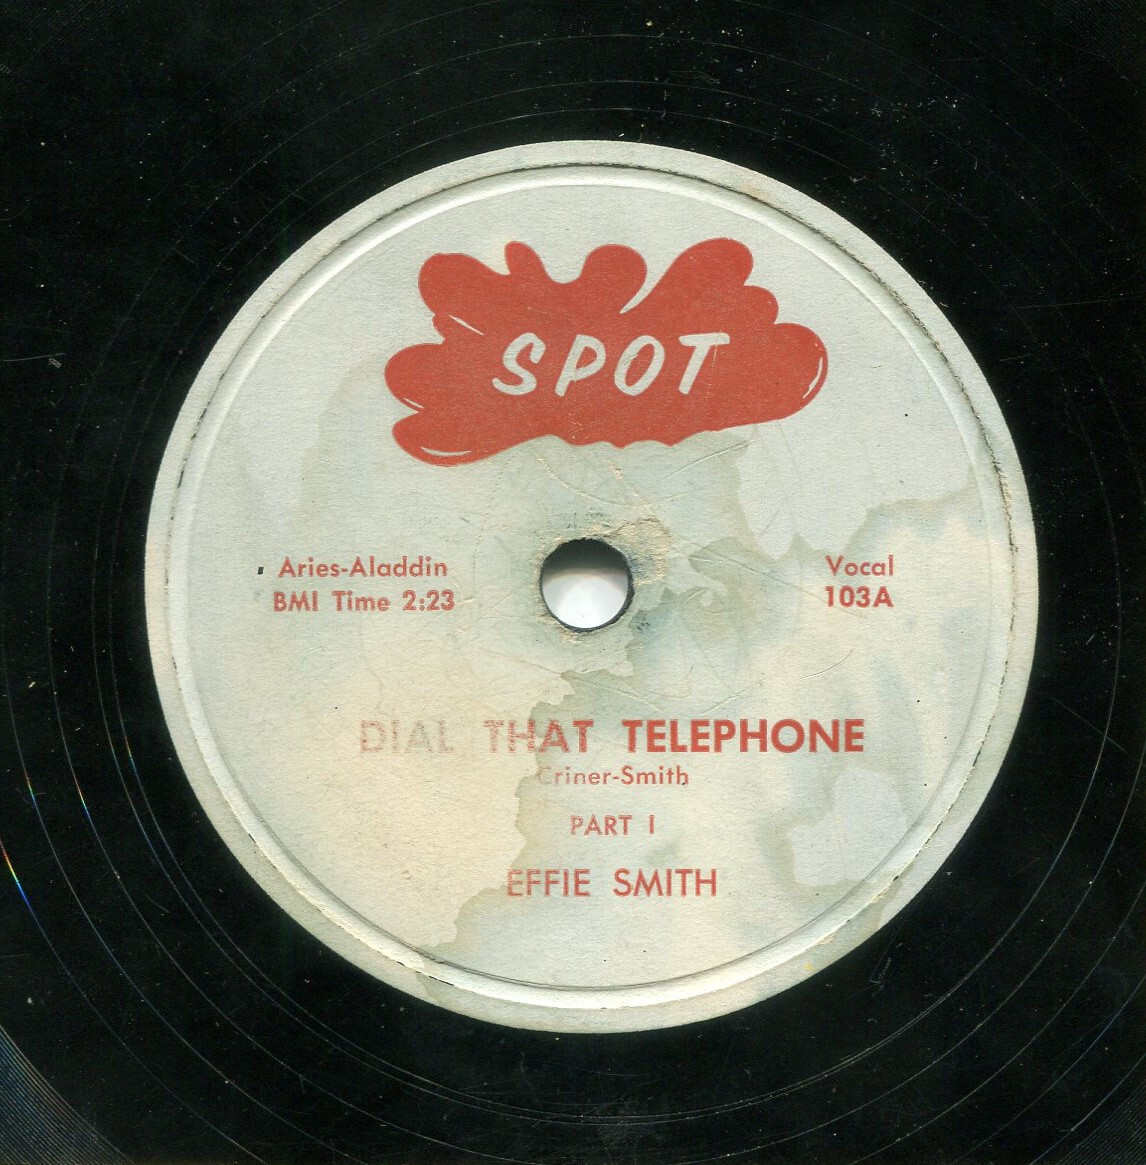 SPOT
Aries-Aladdin
BMI Time 2:23
Vocal
103A
DIAL THAT TELEPHONE
Criner-Smith
PART I
EFFIE SMITH